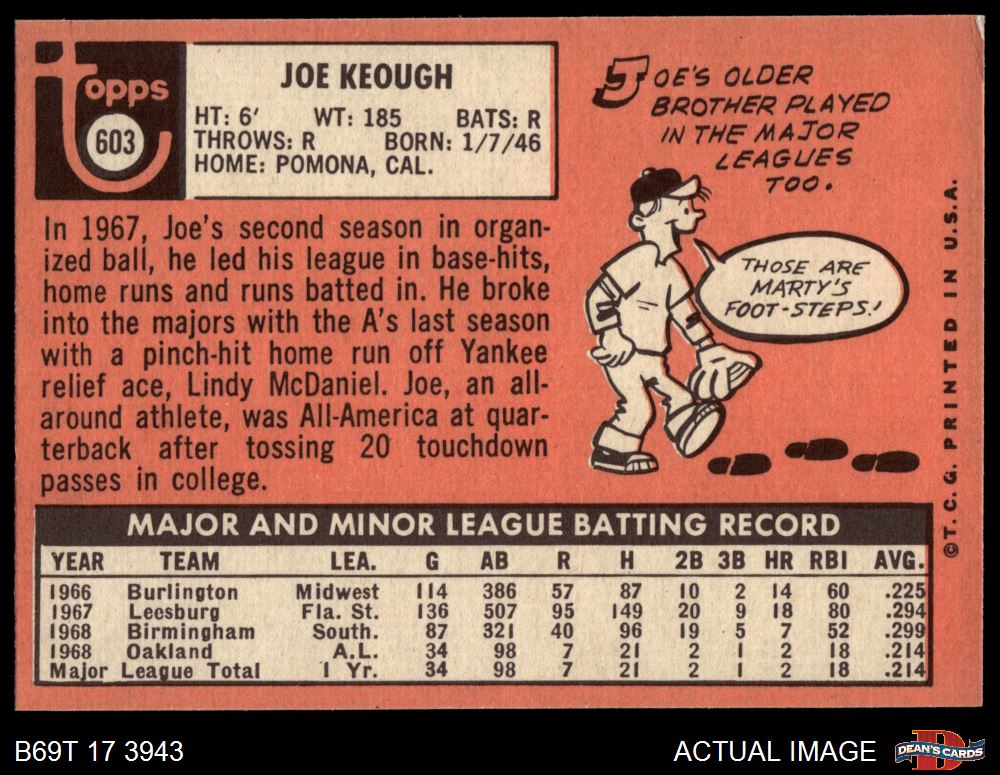 Topps
603
JOE KEOUGH
HT: 6' WT: 185 BATS: R
THROWS: R BORN: 1/7/46
HOME: POMONA, CAL.
In 1967, Joe's second season in organ-
ized ball, he led his league in base-hits,
home runs and runs batted in. He broke
into the majors with the A's last season
with a pinch-hit home run off Yankee
relief ace, Lindy McDaniel. Joe, an all-
around athlete, was All-America at quar-
terback after tossing 20 touchdown
passes in college.
JOE'S OLDER
BROTHER PLAYED
IN THE MAJOR
LEAGUES
TOO.
THOSE ARE
MARTY'S
FOOT-STEPS!
©T.C.G. PRINTED IN U.S.A.
MAJOR AND MINOR LEAGUE BATTING RECORD
YEAR TEAM LEA. G AB R H 2B 3B HR RBI AVG.
1966 Burlington Midwest 114 386 57 87 10 2 14 60 .225
1967 Leesburg Fla. St. 136 507 95 149 20 9 18 80 .294
1968 Birmingham South. 87 321 40 96 19 5 7 52 .299
1968 Oakland A.L. 34 98 7 21 2 1 2 18 .214
Major League Total 1 Yr. 34 98 7 21 2 1 2 18 .214
B69T 17 3943
ACTUAL IMAGE
D
DEAN'S CARDS